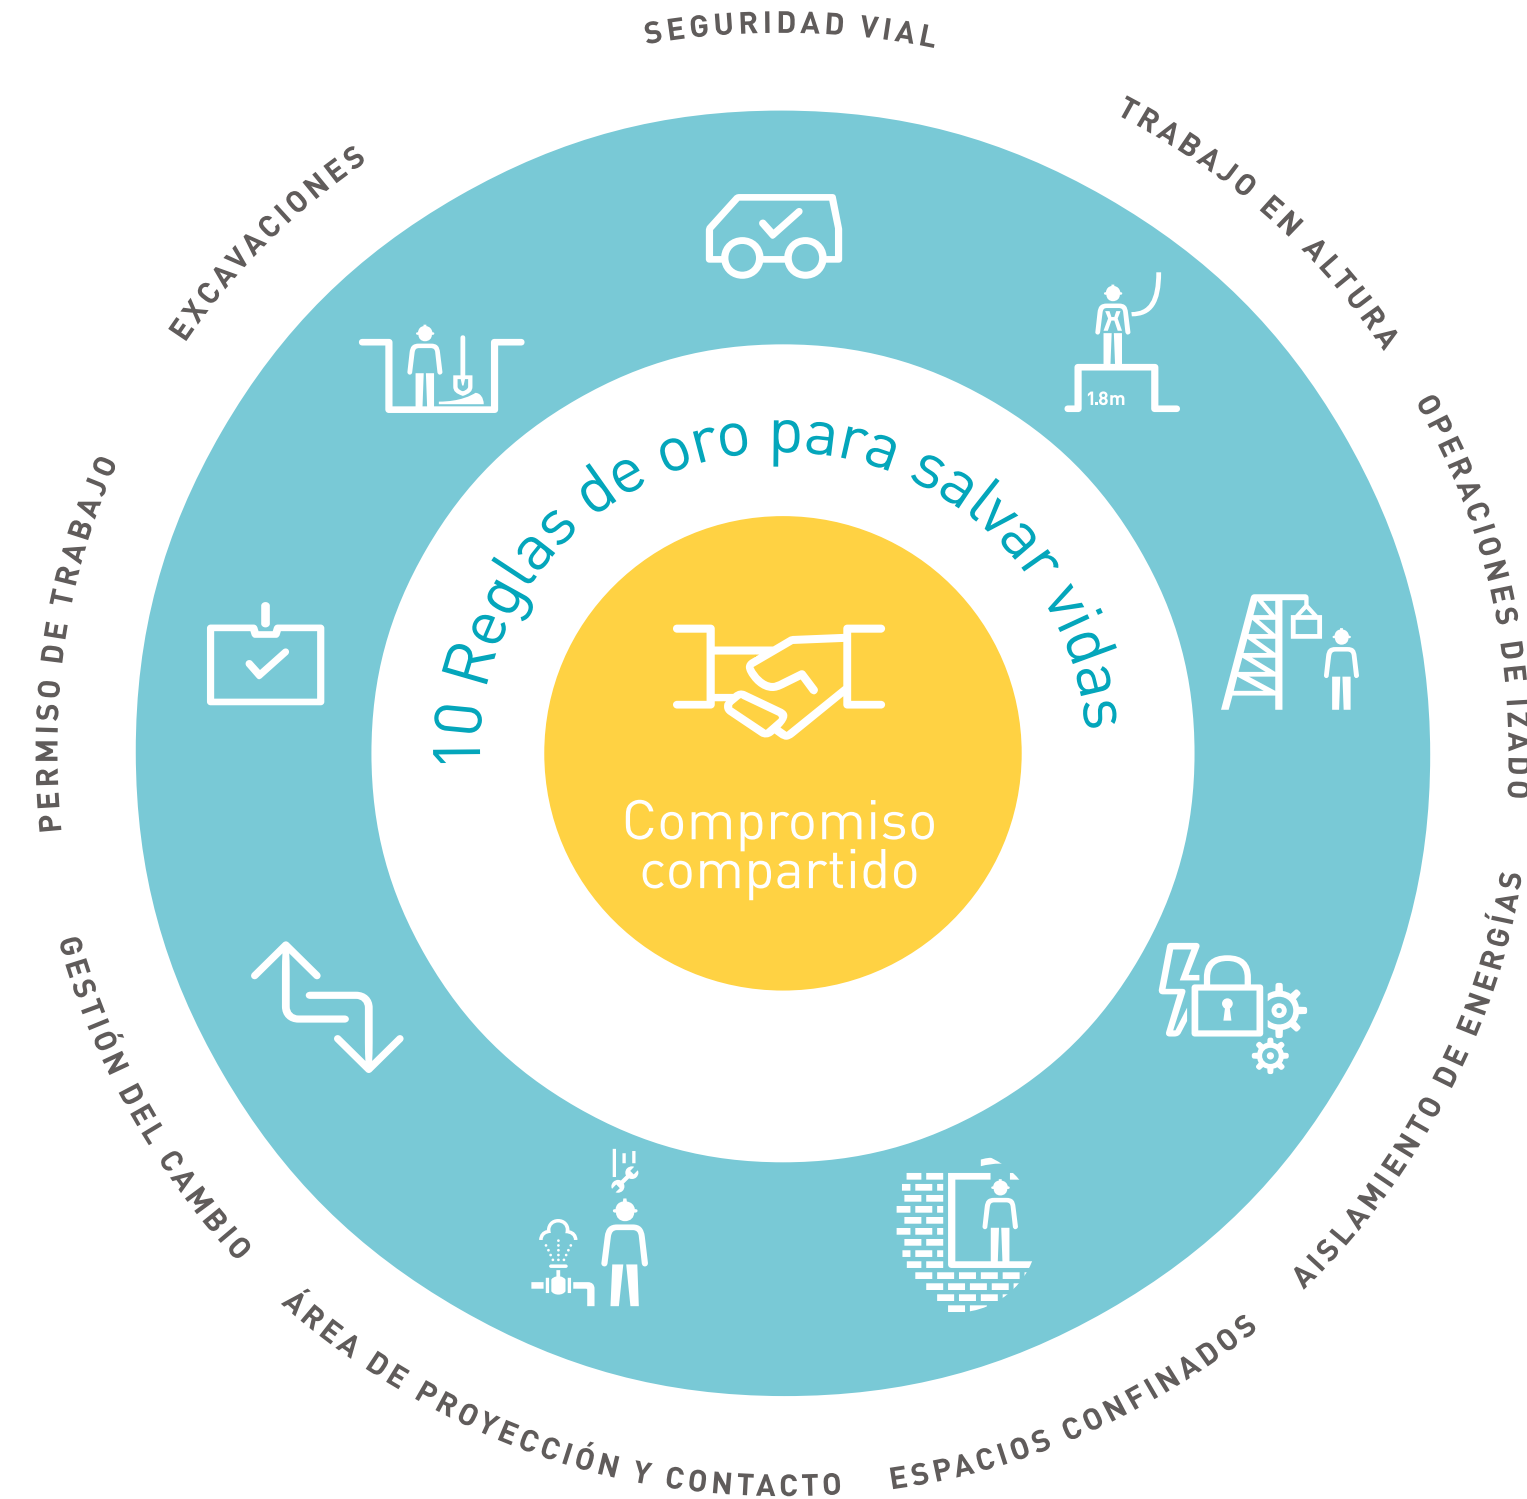 SEGURIDAD VIAL
TRABAJO EN ALTURA
OPERACIONES DE IZADO
AISLAMIENTO DE ENERGÍAS
ESPACIOS CONFINADOS
ÁREA DE PROYECCIÓN Y CONTACTO
GESTIÓN DEL CAMBIO
PERMISO DE TRABAJO
EXCAVACIONES
1.8m
10 Reglas de oro para salvar vidas
Compromiso
compartido